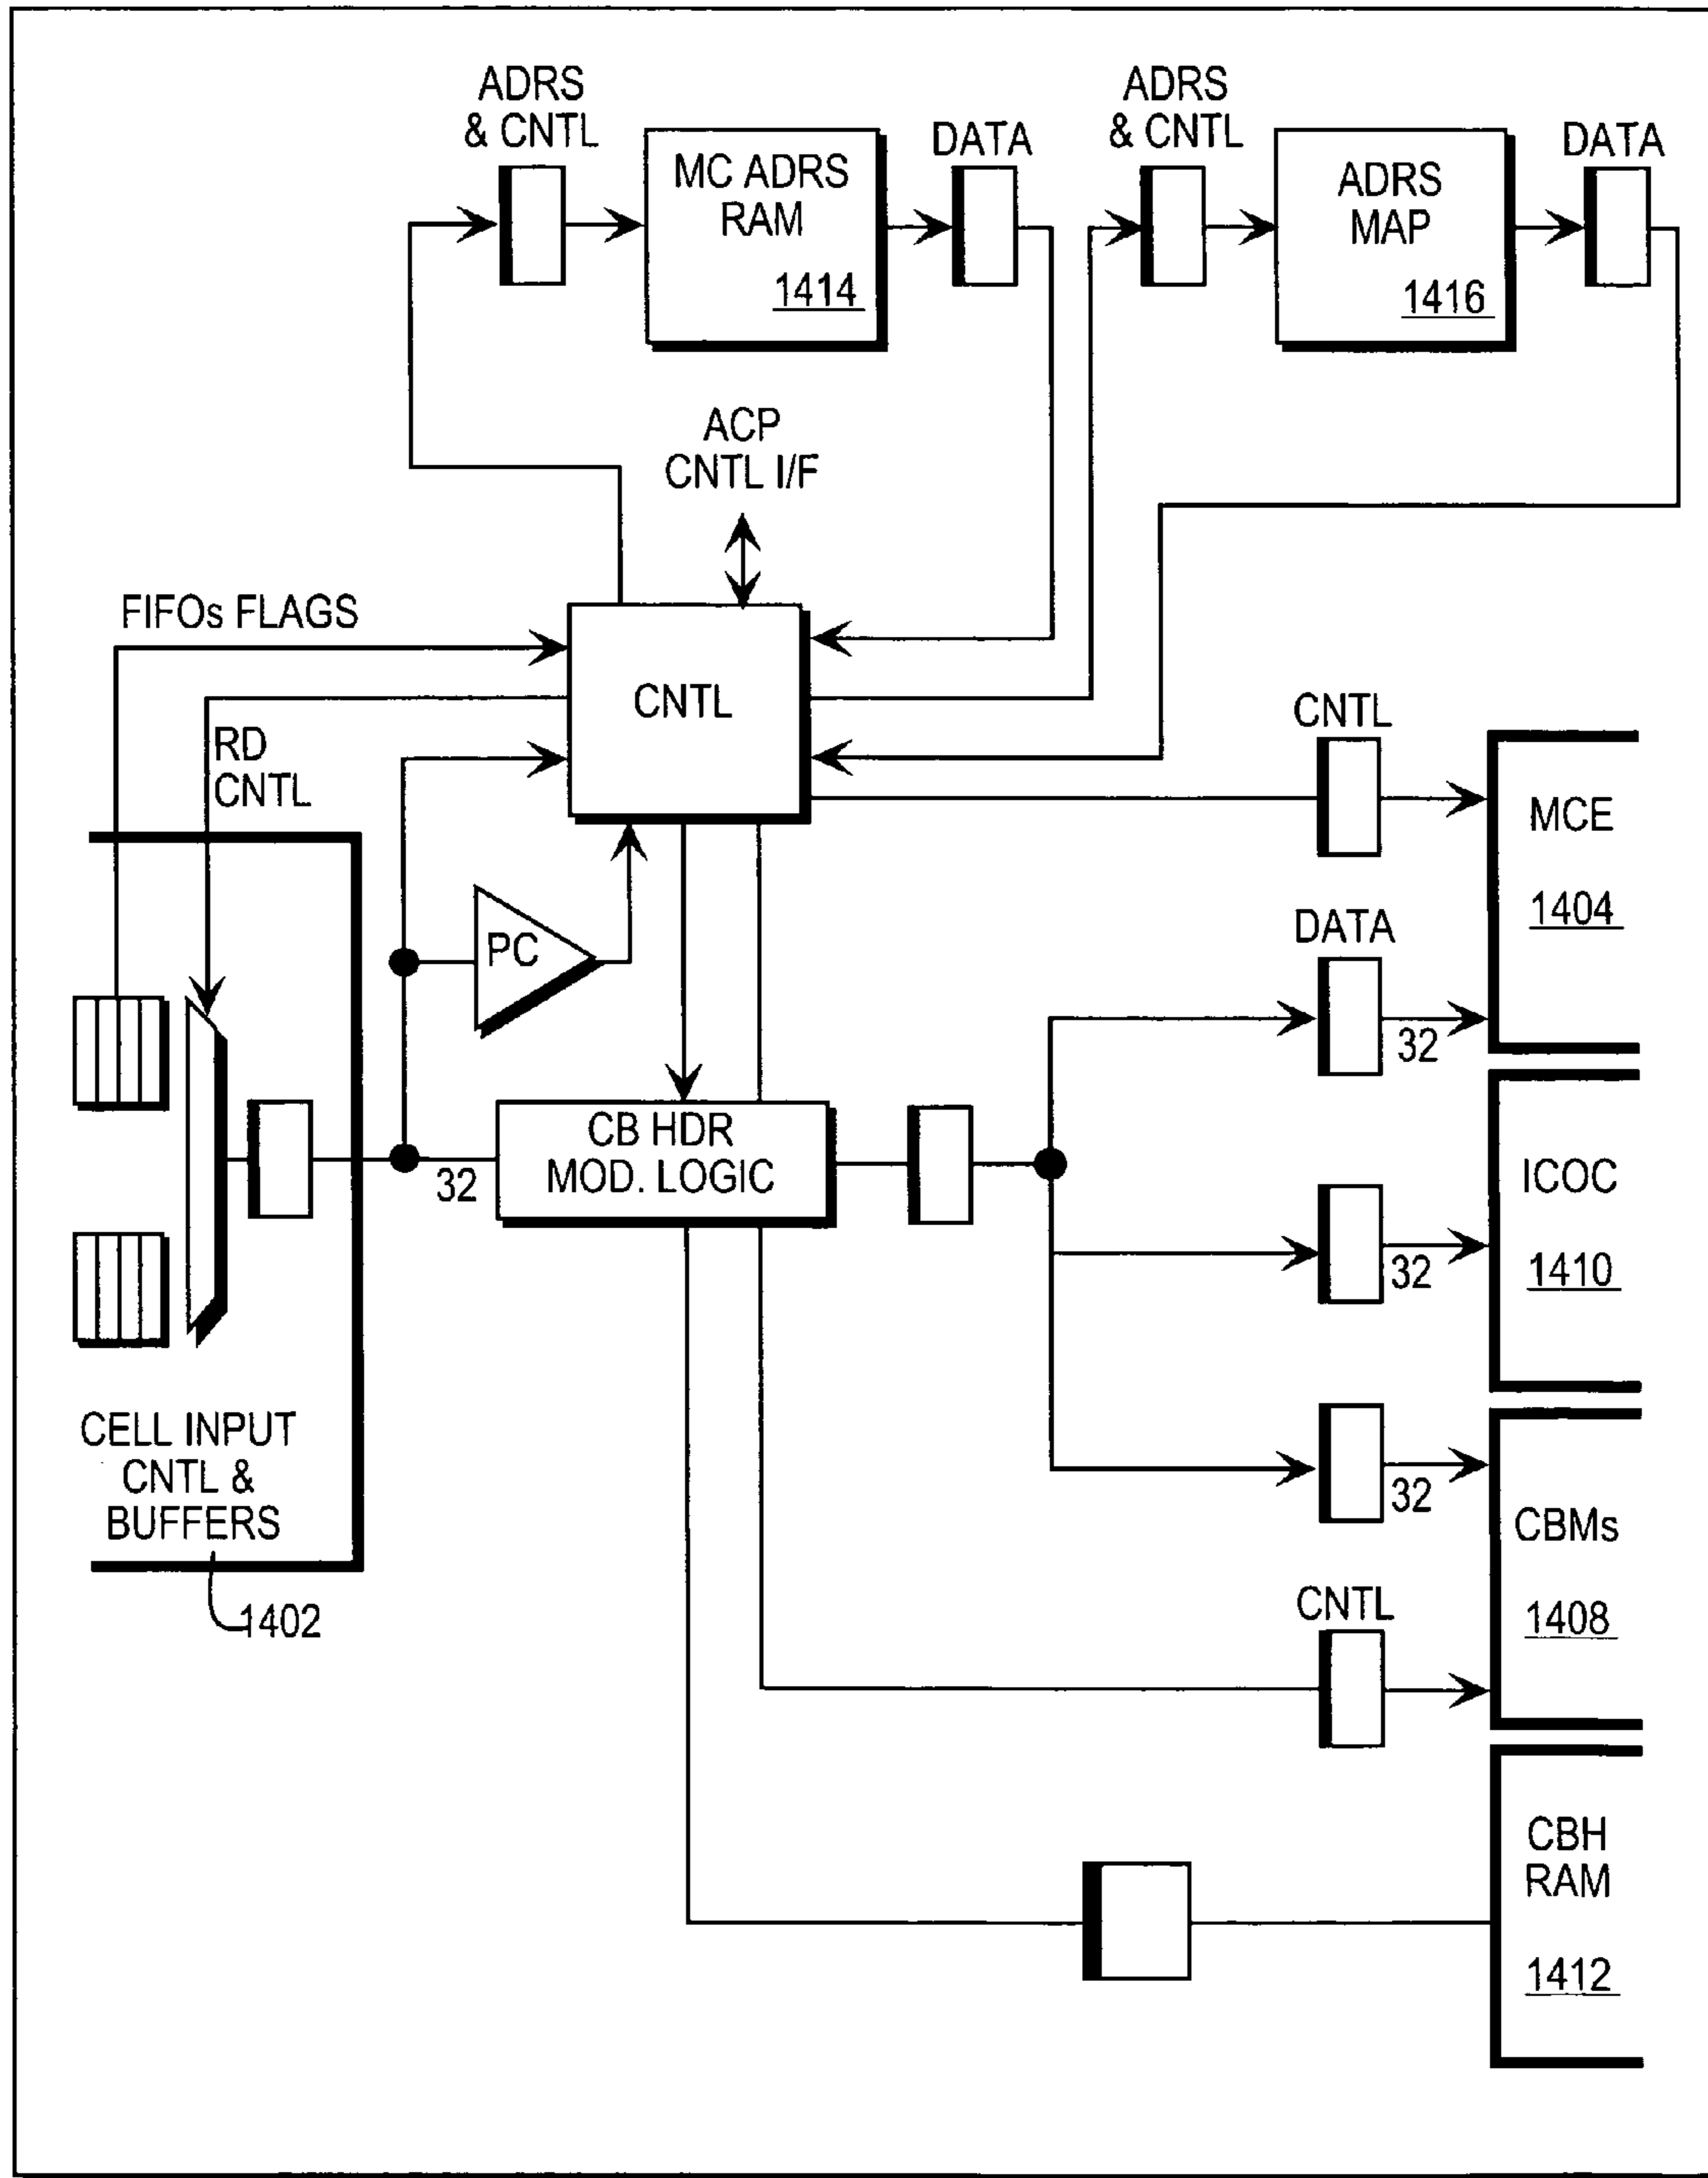 ADRS
& CNTL
MC ADRS
RAM
1414
DATA
ADRS
& CNTL
ADRS
MAP
1416
DATA
ACP
CNTL I/F
FIFOs FLAGS
CNTL
RD
CNTL
CNTL
MCE
1404
PC
DATA
32
CB HDR
MOD. LOGIC
32
ICOC
1410
32
CELL INPUT
CNTL &
BUFFERS
1402
32
CBMs
1408
CNTL
CBH
RAM
1412